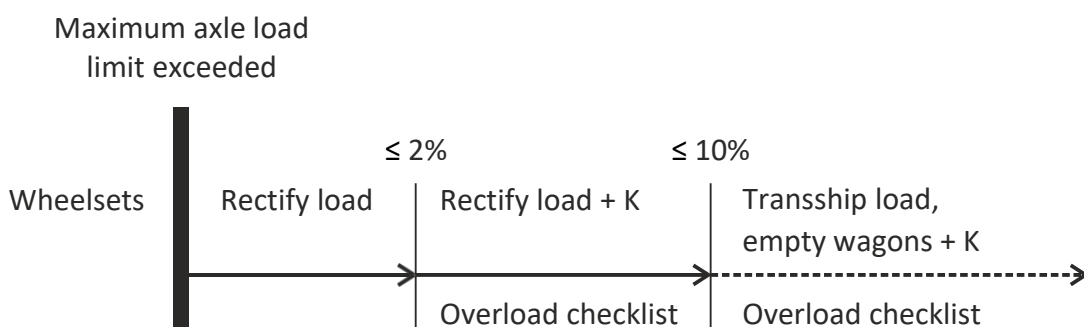 Maximum axle load
limit exceeded
≤ 2%
≤ 10%
Wheelsets
Rectify load
Rectify load + K
Transship load,
empty wagons + K
Overload checklist
Overload checklist